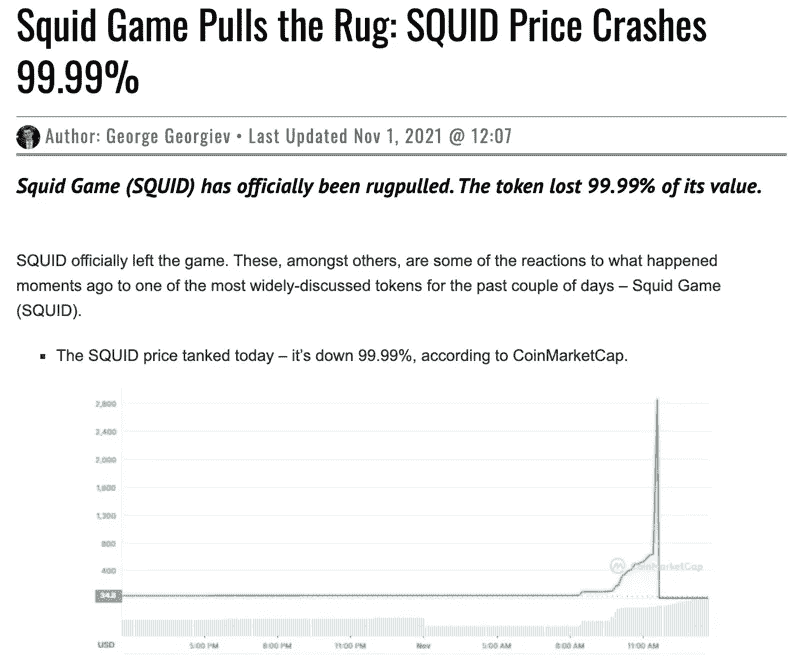 Squid Game Pulls the Rug: SQUID Price Crashes
99.99%
Author: George Georgiev • Last Updated Nov 1, 2021 @ 12:07
Squid Game (SQUID) has officially been rugpulled. The token lost 99.99% of its value.
SQUID officially left the game. These, amongst others, are some of the reactions to what happened
moments ago to one of the most widely-discussed tokens for the past couple of days – Squid Game
(SQUID).
▪ The SQUID price tanked today – it's down 99.99%, according to CoinMarketCap.
2,800
2,400
2,000
1,600
1,200
800
400
34.8
CoinMarketCap
USD 5:00 PM 8:00 PM 11:00 PM Nov 5:00 AM 8:00 AM 11:00 AM